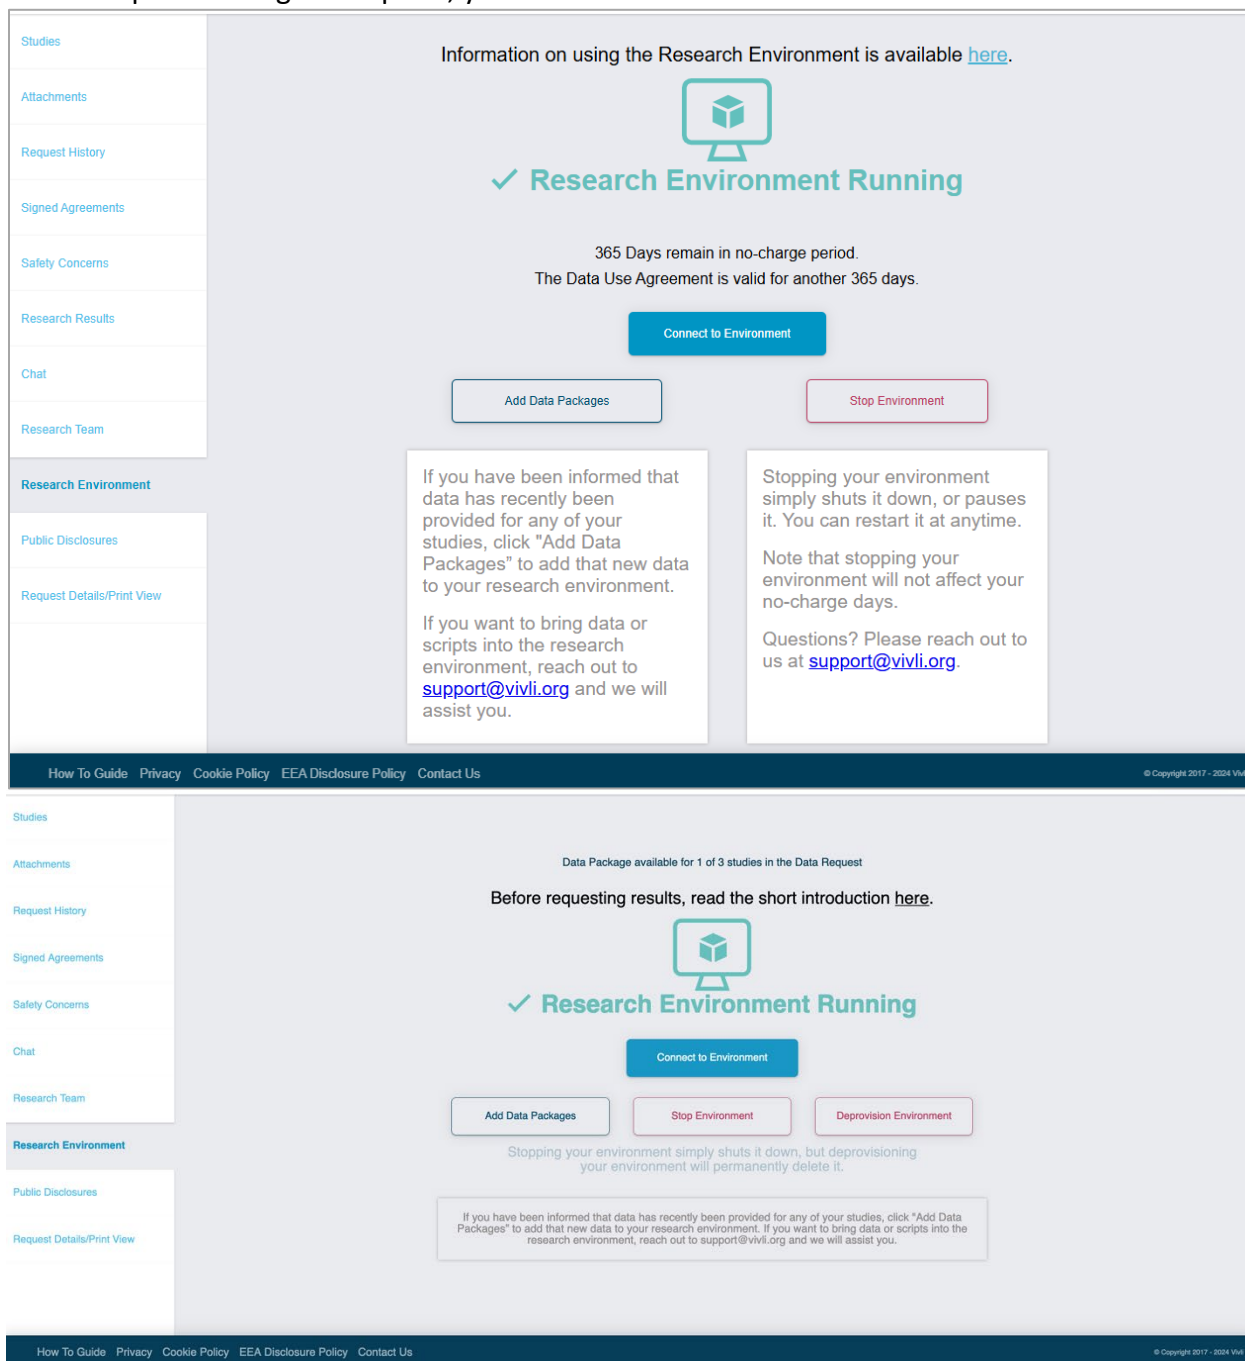 Studies
Attachments
Request History
Signed Agreements
Safety Concerns
Research Results
Chat
Research Team
Research Environment
Public Disclosures
Request Details/Print View
Information on using the Research Environment is available here.
Research Environment Running
365 Days remain in no-charge period.
The Data Use Agreement is valid for another 365 days.
Connect to Environment
Add Data Packages
Stop Environment
If you have been informed that
data has recently been
provided for any of your
studies, click "Add Data
Packages" to add that new data
to your research environment.
If you want to bring data or
scripts into the research
environment, reach out to
support@vivli.org and we will
assist you.
Stopping your environment
simply shuts it down, or pauses
it. You can restart it at anytime.
Note that stopping your
environment will not affect your
no-charge days.
Questions? Please reach out to
us at support@vivli.org.
How To Guide Privacy Cookie Policy EEA Disclosure Policy Contact Us
© Copyright 2017 - 2024
Studies
Attachments
Request History
Signed Agreements
Safety Concerns
Chat
Research Team
Research Environment
Public Disclosures
Request Details/Print View
Data Package available for 1 of 3 studies in the Data Request
Before requesting results, read the short introduction here.
Research Environment Running
Connect to Environment
Add Data Packages
Stop Environment
Deprovision Environment
Stopping your environment simply shuts it down, but deprovisioning
your environment will permanently delete it.
If you have been informed that data has recently been provided for any of your studies, click "Add Data
Packages" to add that new data to your research environment. If you want to bring data or scripts into the
research environment, reach out to support@vivli.org and we will assist you.
How To Guide Privacy Cookie Policy EEA Disclosure Policy Contact Us
© Copyright 2017 - 2024 Vivli